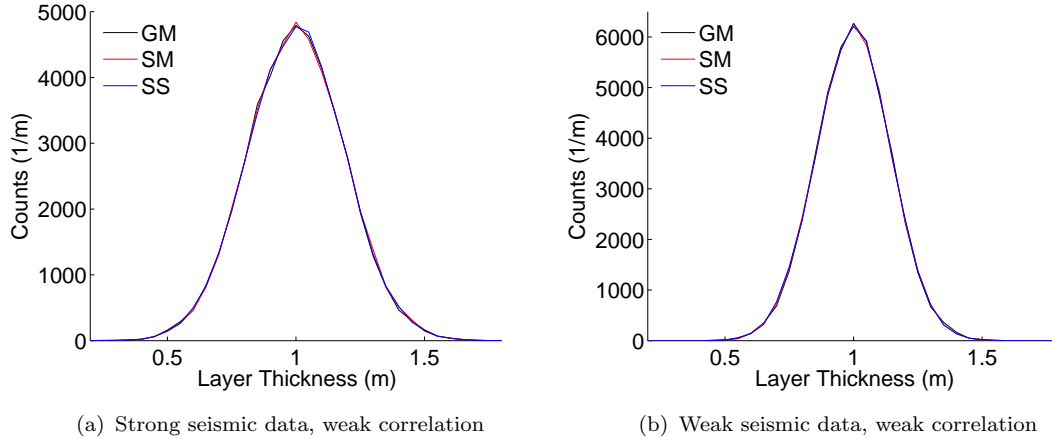 5000
4000
3000
2000
1000
0
Counts (1/m)
GM
SM
SS
0.5
1
1.5
Layer Thickness (m)
(a) Strong seismic data, weak correlation
6000
5000
4000
3000
2000
1000
0
Counts (1/m)
GM
SM
SS
0.5
1
1.5
Layer Thickness (m)
(b) Weak seismic data, weak correlation